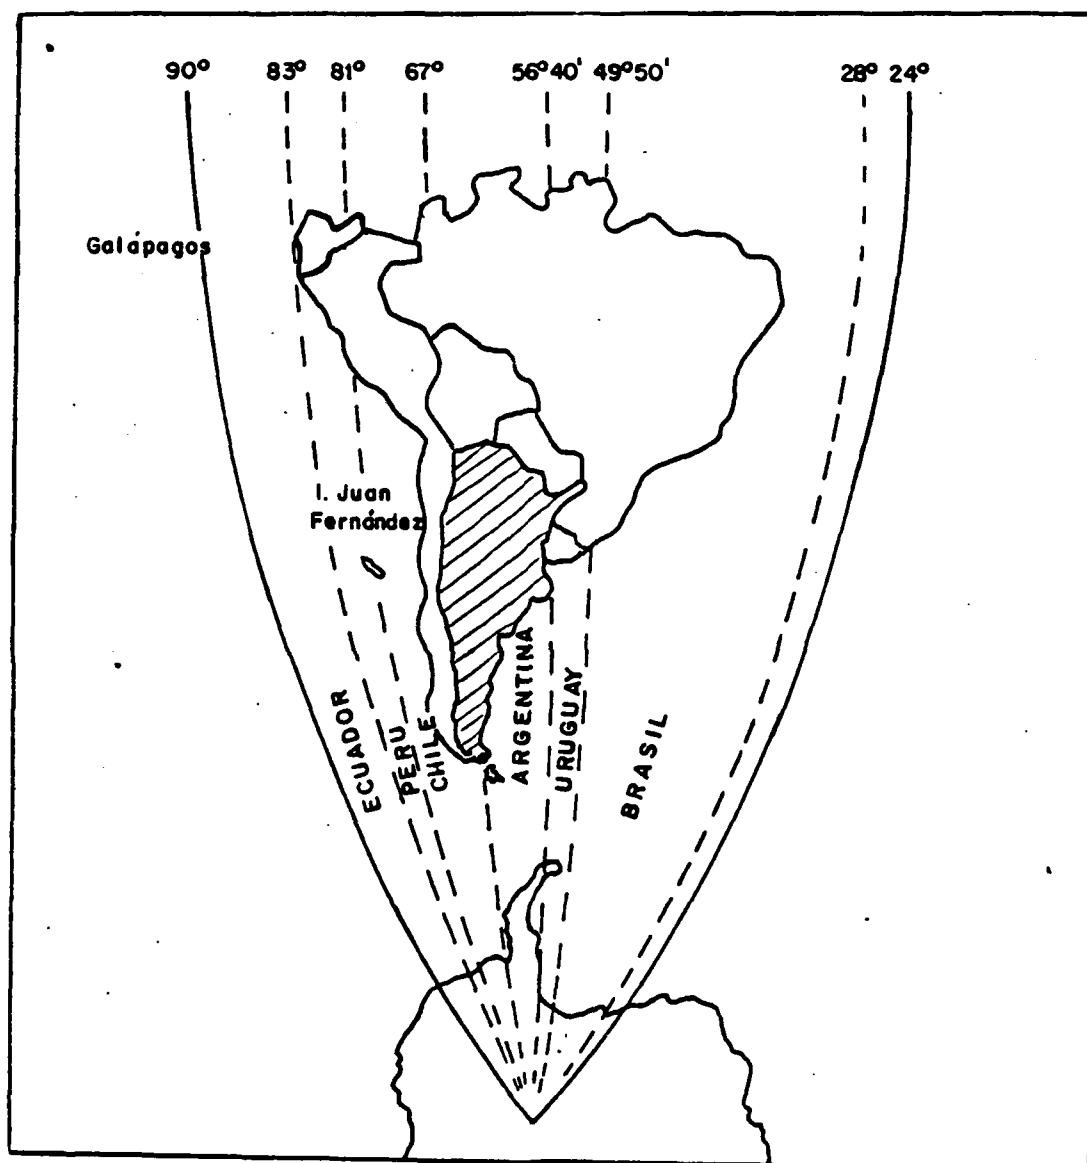 90° 83° 81° 67° 56°40' 49°50' 28° 24°
Galápagos
I. Juan
Fernández
ECUADOR
PERU
CHILE
ARGENTINA
URUGUAY
BRASIL